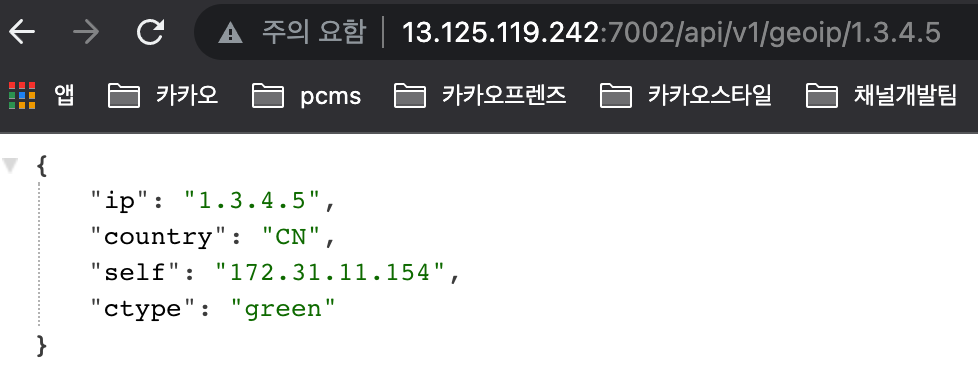 주의 요함 13.125.119.242:7002/api/v1/geoip/1.3.4.5
앱 카카오 pcms 카카오프렌즈 카카오스타일 채널개발팀
{
"ip": "1.3.4.5",
"country": "CN",
"self": "172.31.11.154",
"ctype": "green"
}